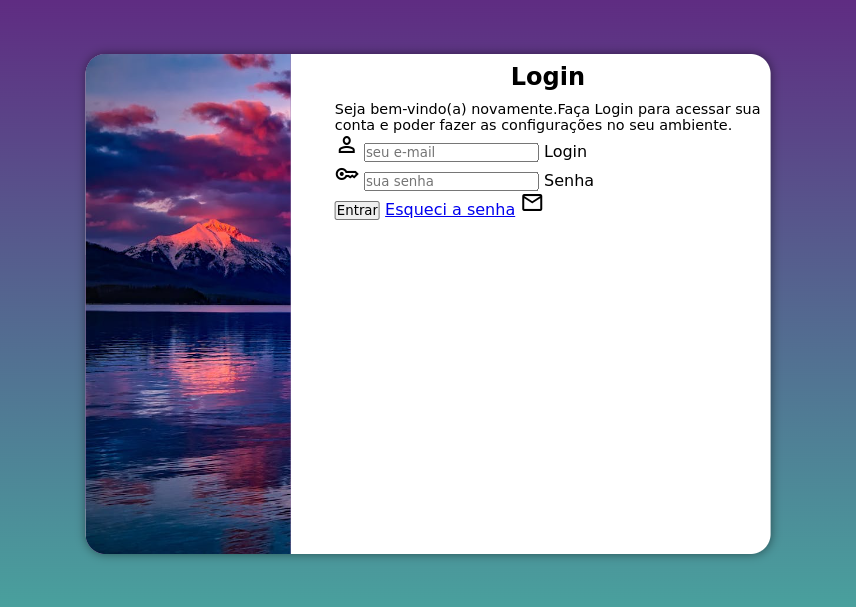 Login
Seja bem-vindo(a) novamente.Faça Login para acessar sua
conta e poder fazer as configurações no seu ambiente.
seu e-mail Login
sua senha Senha
Entrar Esqueci a senha